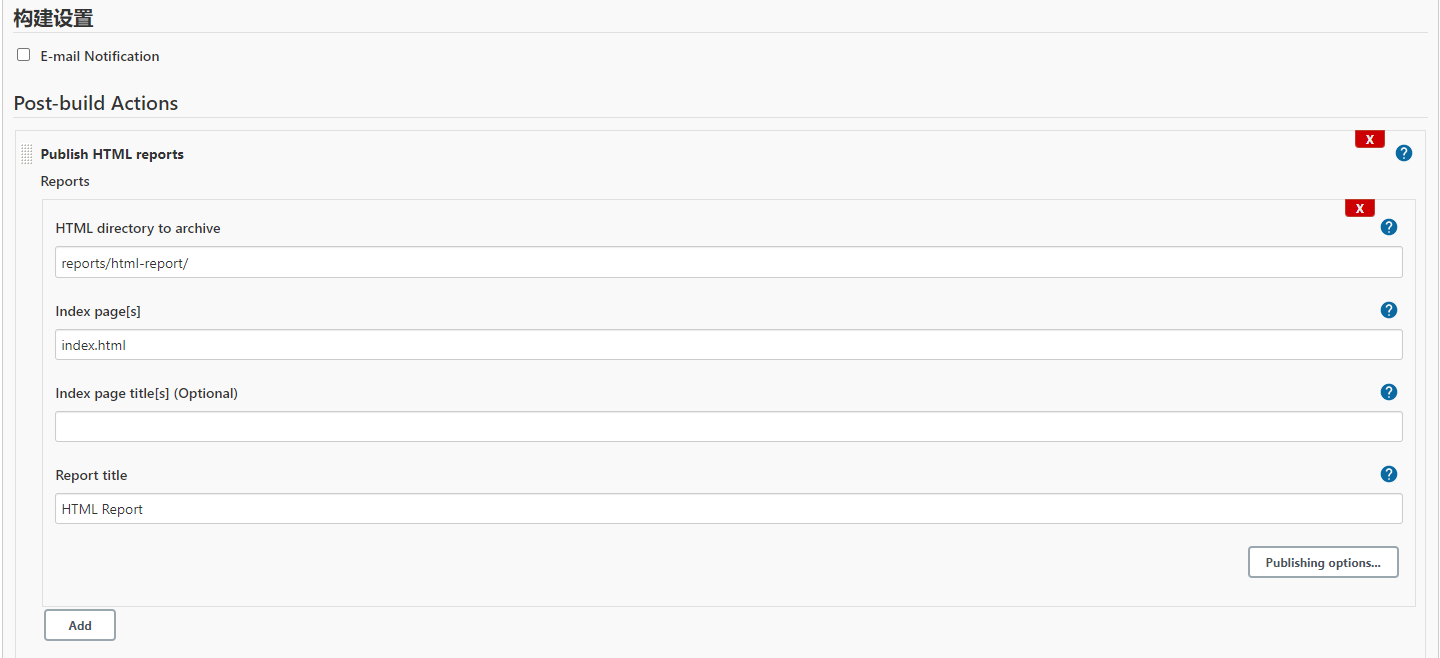 构建设置
E-mail Notification
Post-build Actions
X
Publish HTML reports
?
Reports
X
HTML directory to archive
?
reports/html-report/
Index page[s]
?
index.html
Index page title[s] (Optional)
?
Report title
?
HTML Report
Publishing options...
Add